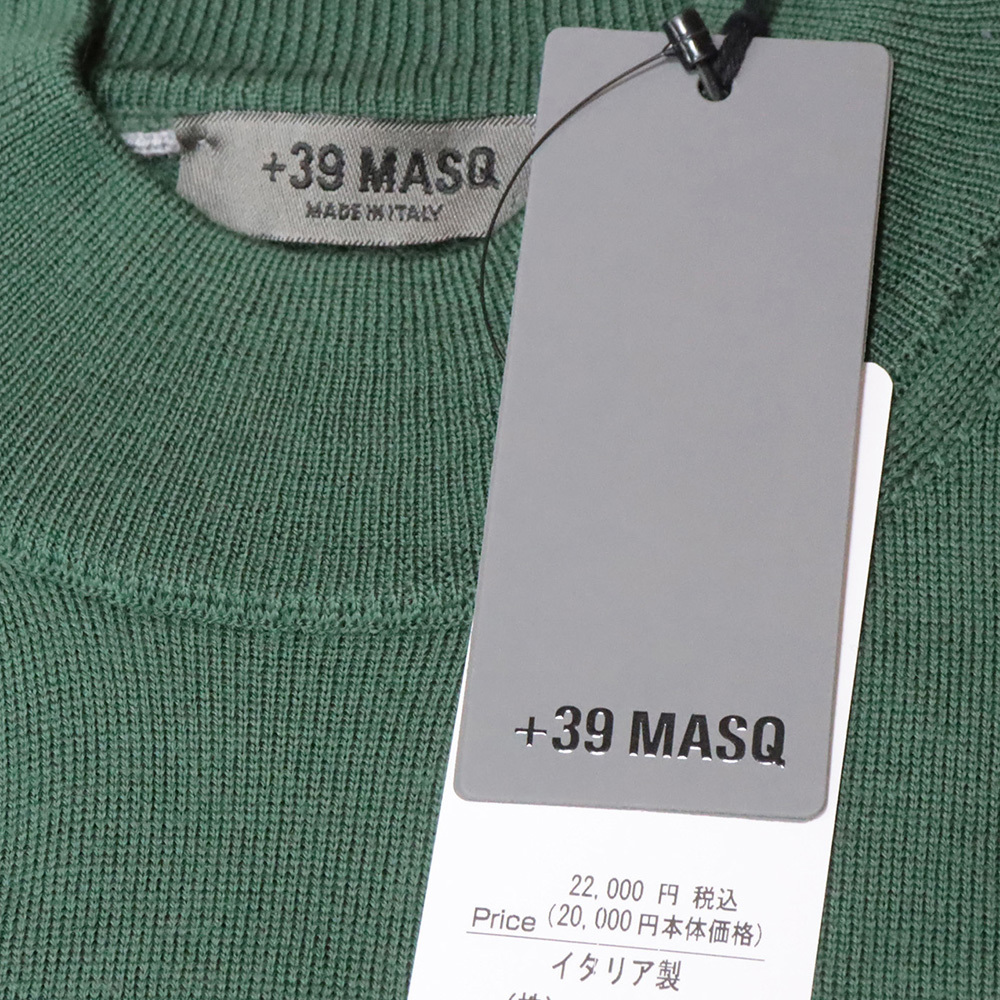 +39 MASQ
MADE IN ITALY
+39 MASQ
22,000 円 税込
Price (20,000円本体価格)
イタリア製
(株)